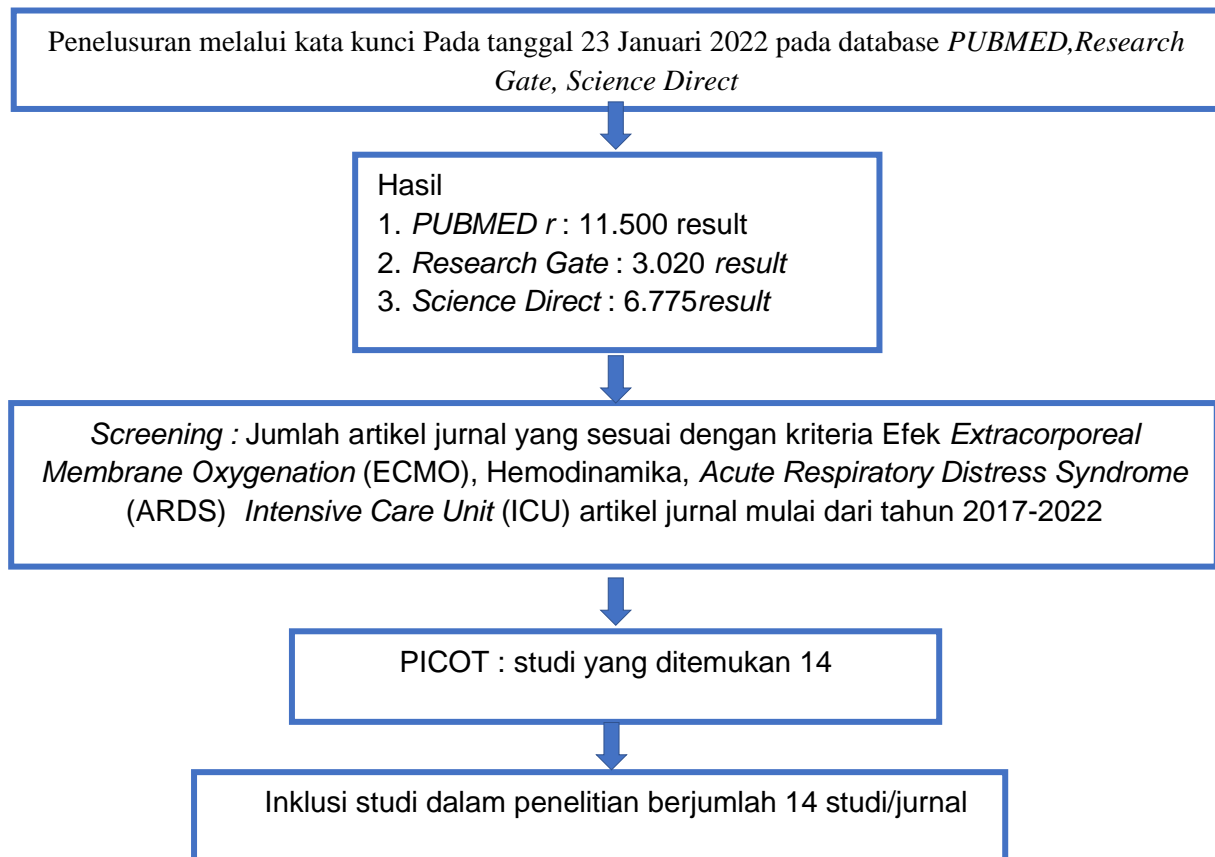 Penelusuran melalui kata kunci Pada tanggal 23 Januari 2022 pada database PUBMED,Research
Gate, Science Direct
Hasil
1. PUBMED r : 11.500 result
2. Research Gate : 3.020 result
3. Science Direct : 6.775result
Screening : Jumlah artikel jurnal yang sesuai dengan kriteria Efek Extracorporeal
Membrane Oxygenation (ECMO), Hemodinamika, Acute Respiratory Distress Syndrome
(ARDS) Intensive Care Unit (ICU) artikel jurnal mulai dari tahun 2017-2022
PICOT : studi yang ditemukan 14
Inklusi studi dalam penelitian berjumlah 14 studi/jurnal